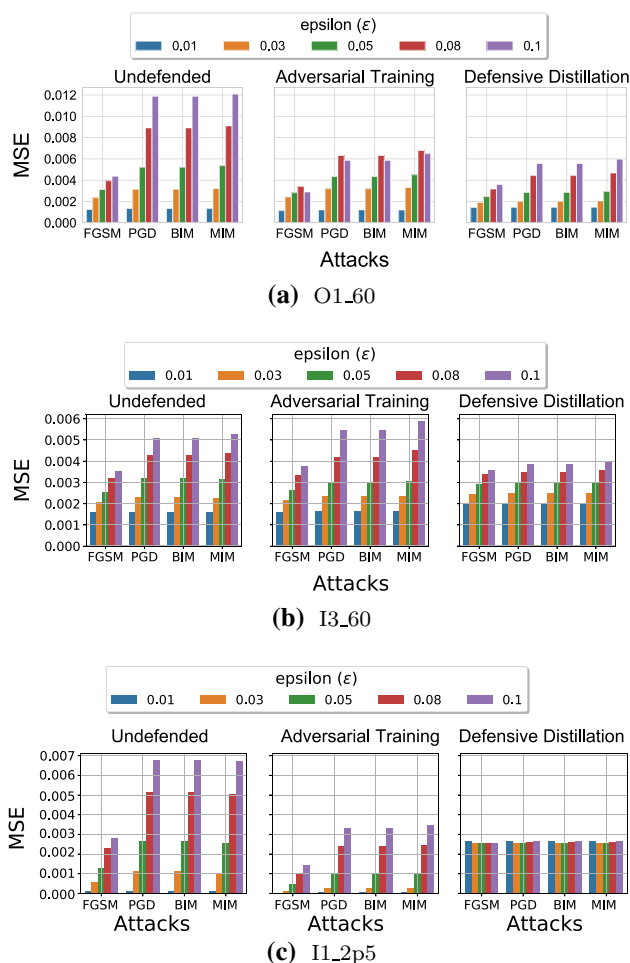 epsilon (ε)
0.01 0.03 0.05 0.08 0.1
Undefended Adversarial Training Defensive Distillation
MSE
0.012
0.010
0.008
0.006
0.004
0.002
0.000
FGSM PGD BIM MIM FGSM PGD BIM MIM FGSM PGD BIM MIM
Attacks
(a) O1_60
epsilon (ε)
0.01 0.03 0.05 0.08 0.1
Undefended Adversarial Training Defensive Distillation
MSE
0.006
0.005
0.004
0.003
0.002
0.001
0.000
FGSM PGD BIM MIM FGSM PGD BIM MIM FGSM PGD BIM MIM
Attacks
(b) I3_60
epsilon (ε)
0.01 0.03 0.05 0.08 0.1
Undefended Adversarial Training Defensive Distillation
MSE
0.007
0.006
0.005
0.004
0.003
0.002
0.001
0.000
FGSM PGD BIM MIM FGSM PGD BIM MIM FGSM PGD BIM MIM
Attacks Attacks Attacks
(c) I1_2p5